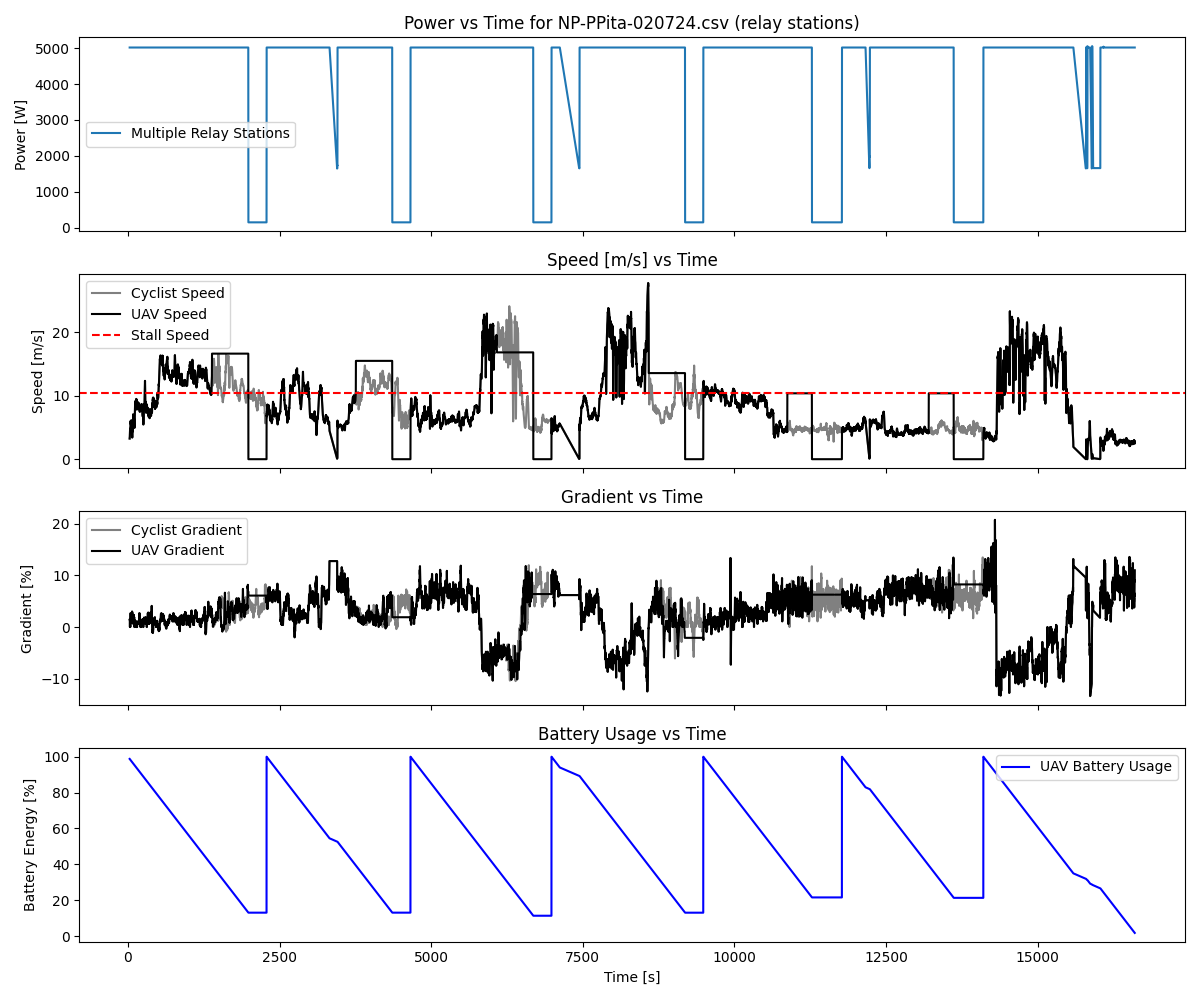 Power vs Time for NP-PPita-020724.csv (relay stations)
5000
4000
3000
2000
1000
0
Power [W]
Multiple Relay Stations
Speed [m/s] vs Time
20
10
0
Speed [m/s]
Cyclist Speed
UAV Speed
Stall Speed
Gradient vs Time
20
10
0
−10
Gradient [%]
Cyclist Gradient
UAV Gradient
Battery Usage vs Time
100
80
60
40
20
0
Battery Energy [%]
UAV Battery Usage
0 2500 5000 7500 10000 12500 15000
Time [s]